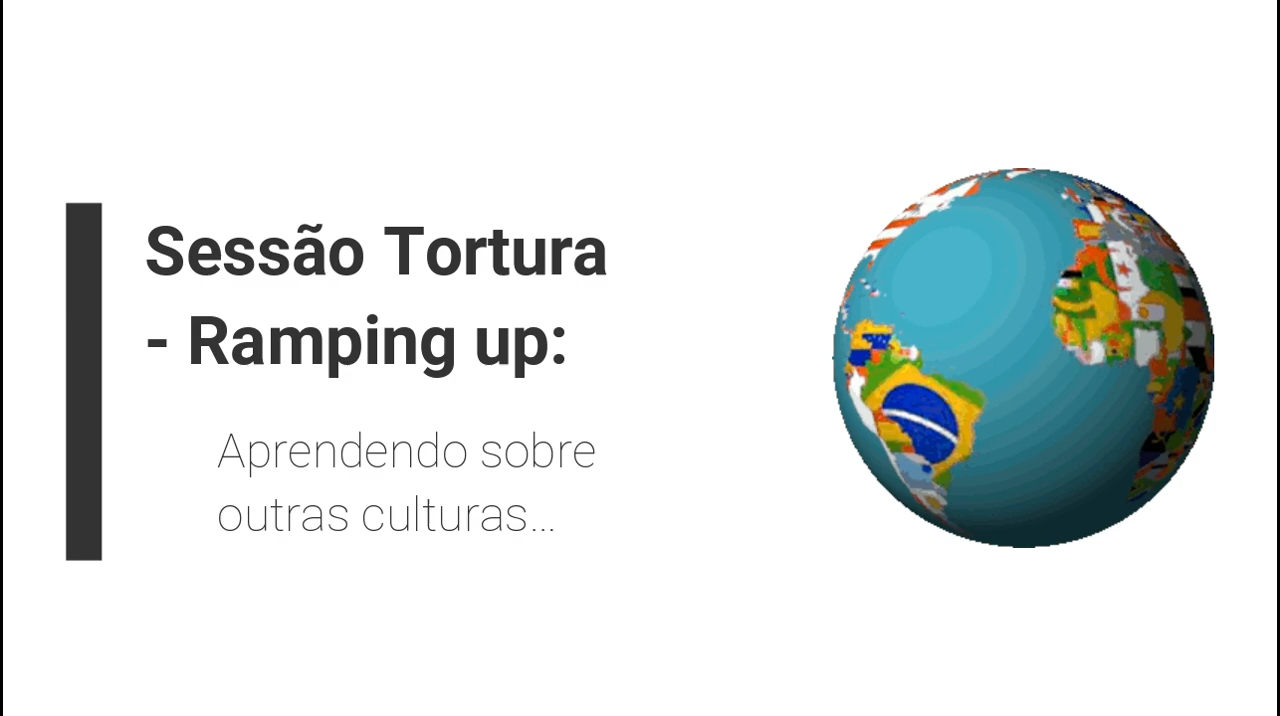 Sessão Tortura
- Ramping up:
Aprendendo sobre
outras culturas...